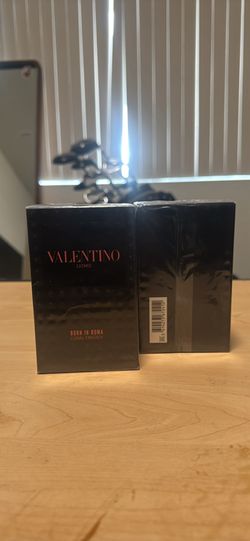 VALENTINO
UOMO
BORN IN ROMA
CORAL FANTASY